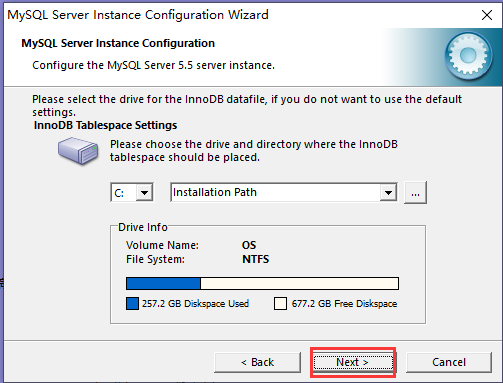 MySQL Server Instance Configuration Wizard
MySQL Server Instance Configuration
Configure the MySQL Server 5.5 server instance.
Please select the drive for the InnoDB datafile, if you do not want to use the default
settings.
InnoDB Tablespace Settings
Please choose the drive and directory where the InnoDB
tablespace should be placed.
C: Installation Path ...
Drive Info
Volume Name: OS
File System: NTFS
257.2 GB Diskspace Used 677.2 GB Free Diskspace
< Back Next > Cancel